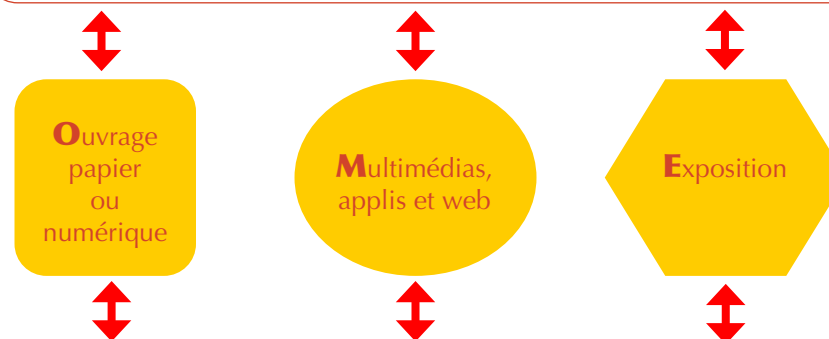 Ouvrage
papier
ou
numérique
Multimédias,
applis et web
Exposition